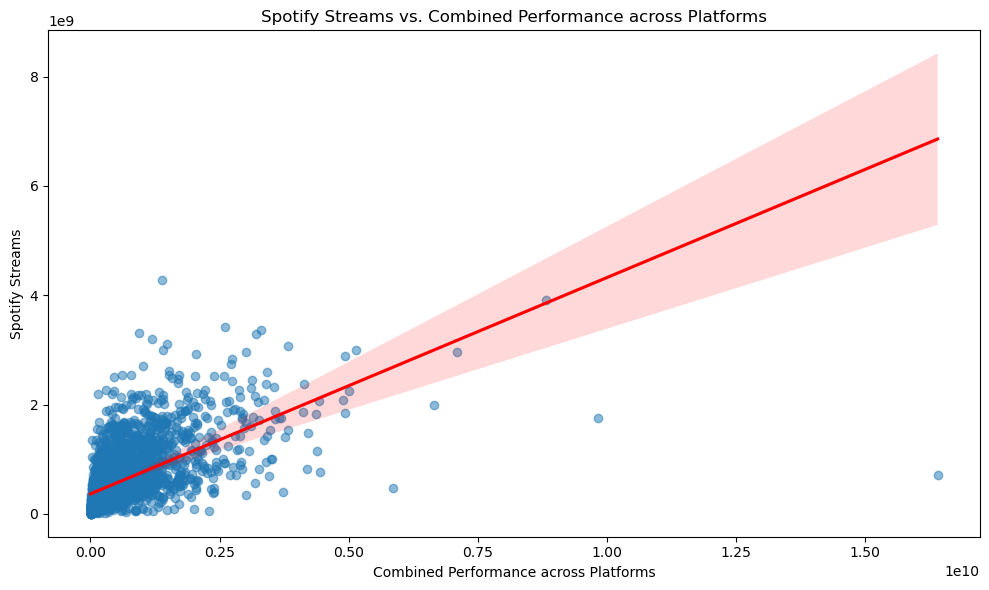 Spotify Streams vs. Combined Performance across Platforms
1e9
8
6
4
2
0
Spotify Streams
0.00 0.25 0.50 0.75 1.00 1.25 1.50
1e10
Combined Performance across Platforms